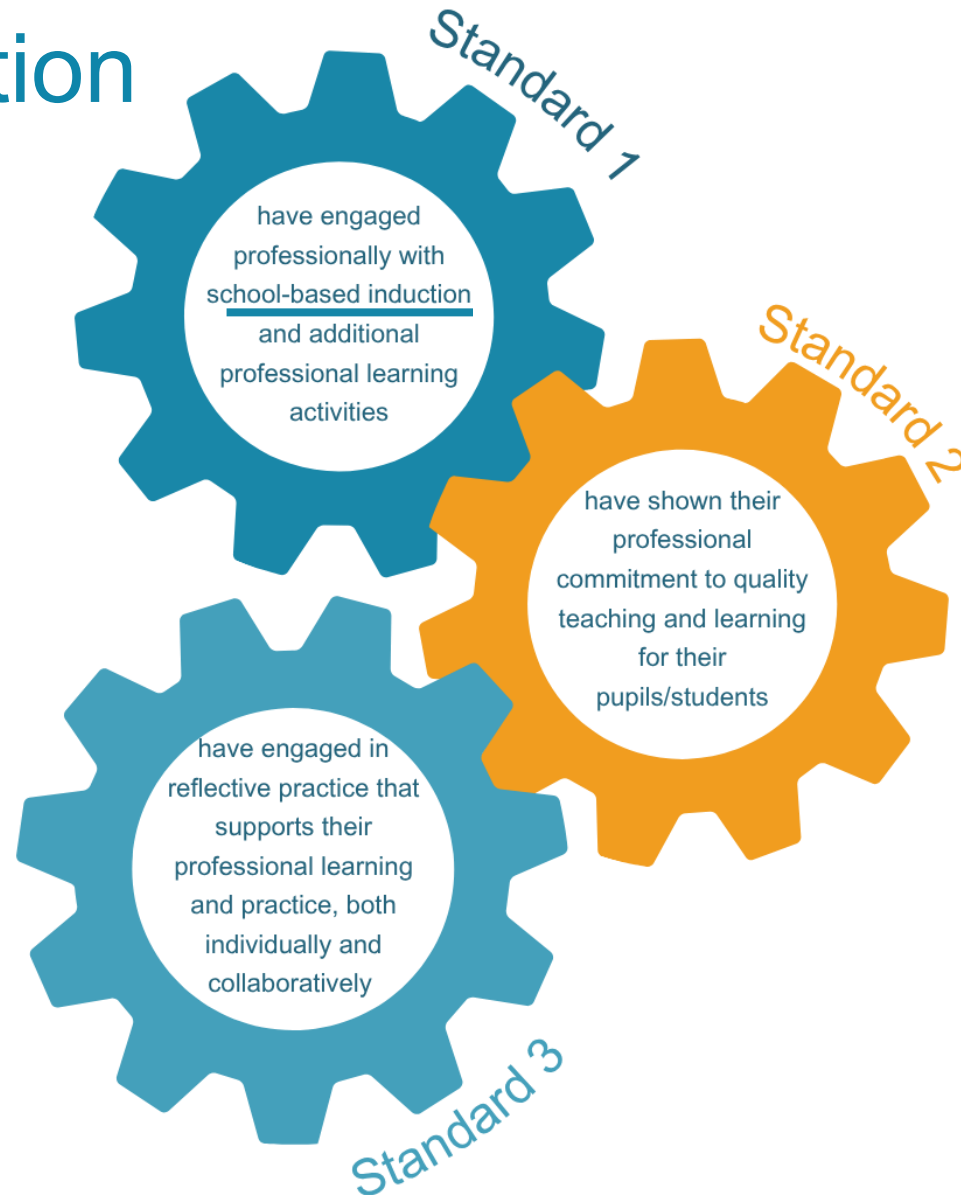 tion
Standard 1
have engaged
professionally with
school-based induction
and additional
professional learning
activities
Standard 2
have shown their
professional
commitment to quality
teaching and learning
for their
pupils/students
have engaged in
reflective practice that
supports their
professional learning
and practice, both
individually and
collaboratively
Standard 3